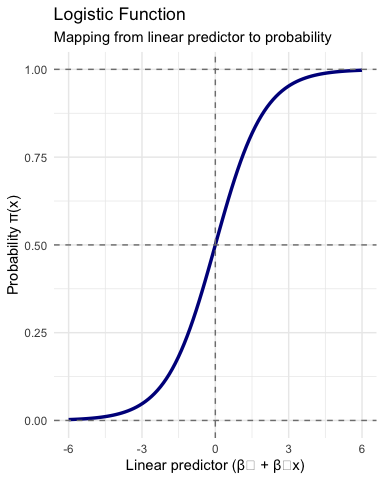 Logistic Function
Mapping from linear predictor to probability
1.00
0.75
0.50
0.25
0.00
Probability π(x)
-6 -3 0 3 6
Linear predictor (β□ + β□x)